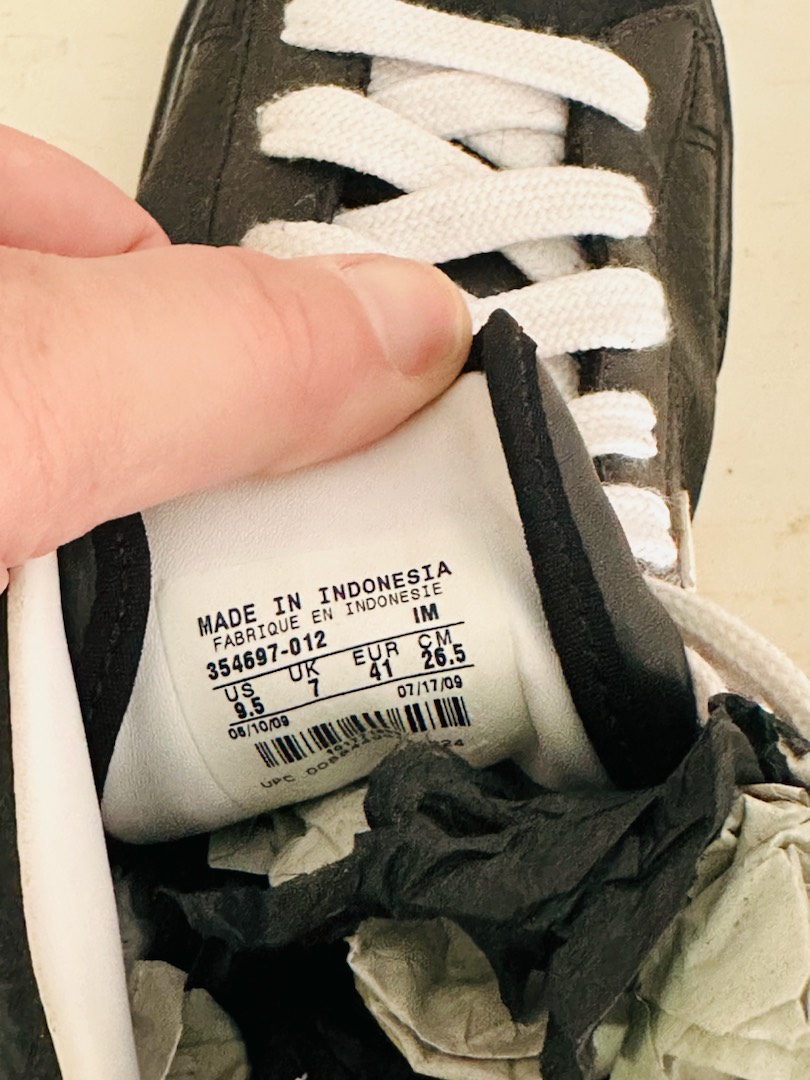 MADE IN INDONESIA
FABRIQUE EN INDONESIE
354697-012 IM
US UK EUR CM
9.5 7 41 26.5
06/10/09 07/17/09
UPC